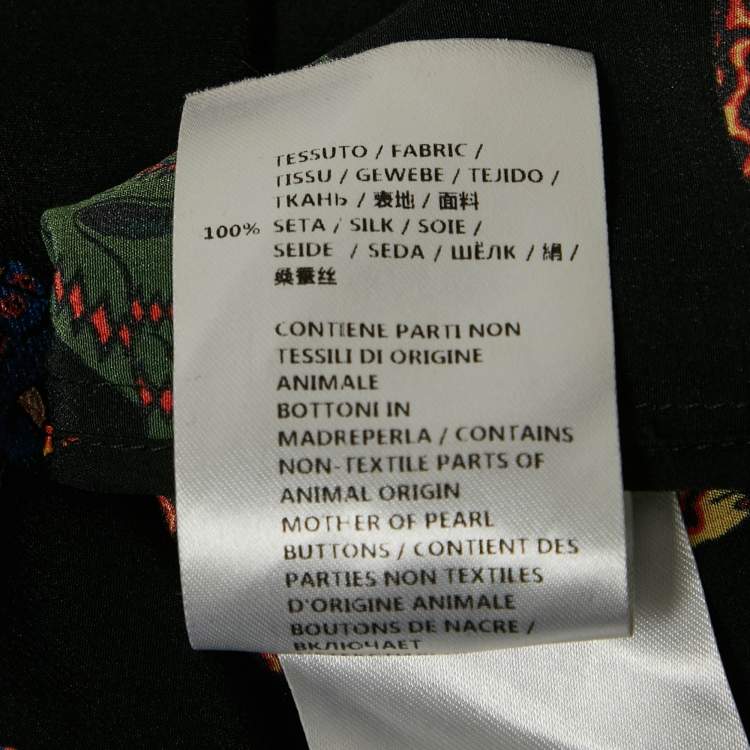 TESSUTO / FABRIC /
TISSU / GEWEBE / TEJIDO /
ТКАНЬ / 表地 / 面料
100% SETA / SILK / SOIE /
SEIDE / SEDA / ШЁЛК / 絹 /
桑蚕丝
CONTIENE PARTI NON
TESSILI DI ORIGINE
ANIMALE
BOTTONI IN
MADREPERLA / CONTAINS
NON-TEXTILE PARTS OF
ANIMAL ORIGIN
MOTHER OF PEARL
BUTTONS / CONTIENT DES
PARTIES NON TEXTILES
D'ORIGINE ANIMALE
BOUTONS DE NACRE /
ВКЛЮЧАЕТ